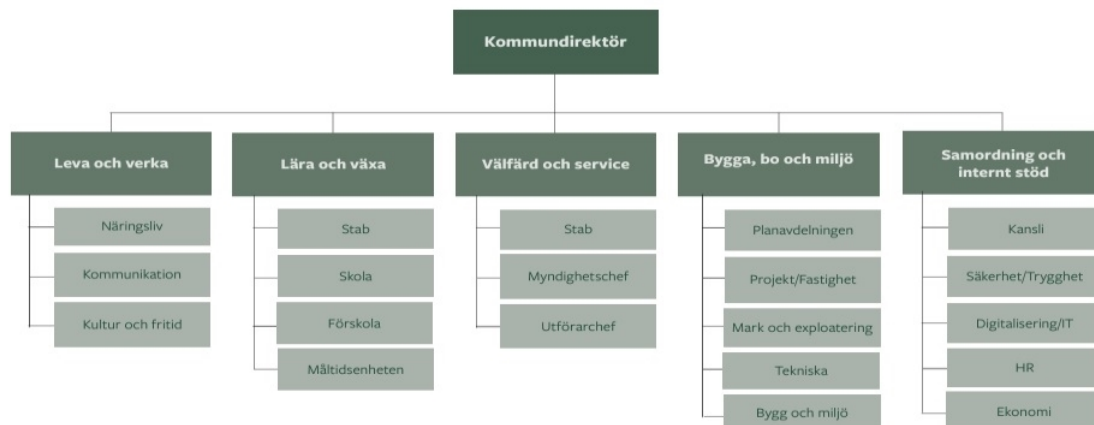 Kommundirektör
Leva och verka
Näringsliv
Kommunikation
Kultur och fritid
Lära och växa
Stab
Skola
Förskola
Måltidsenheten
Välfärd och service
Stab
Myndighetschef
Utförarchef
Bygga, bo och miljö
Planavdelningen
Projekt/Fastighet
Mark och exploatering
Tekniska
Bygg och miljö
Samordning och
internt stöd
Kansli
Säkerhet/Trygghet
Digitalisering/IT
HR
Ekonomi